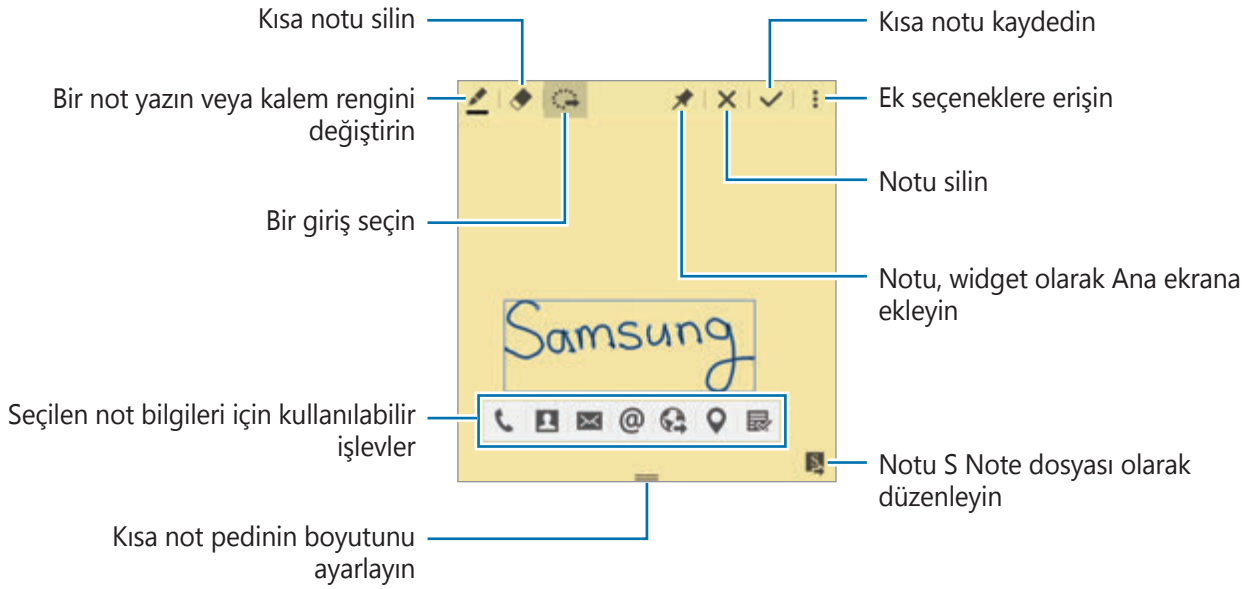 Kısa notu silin
Kısa notu kaydedin
Bir not yazın veya kalem rengini
değiştirin
Ek seçeneklere erişin
Notu silin
Bir giriş seçin
Notu, widget olarak Ana ekrana
ekleyin
Samsung
Seçilen not bilgileri için kullanılabilir
işlevler
@
Notu S Note dosyası olarak
düzenleyin
Kısa not pedinin boyutunu
ayarlayın